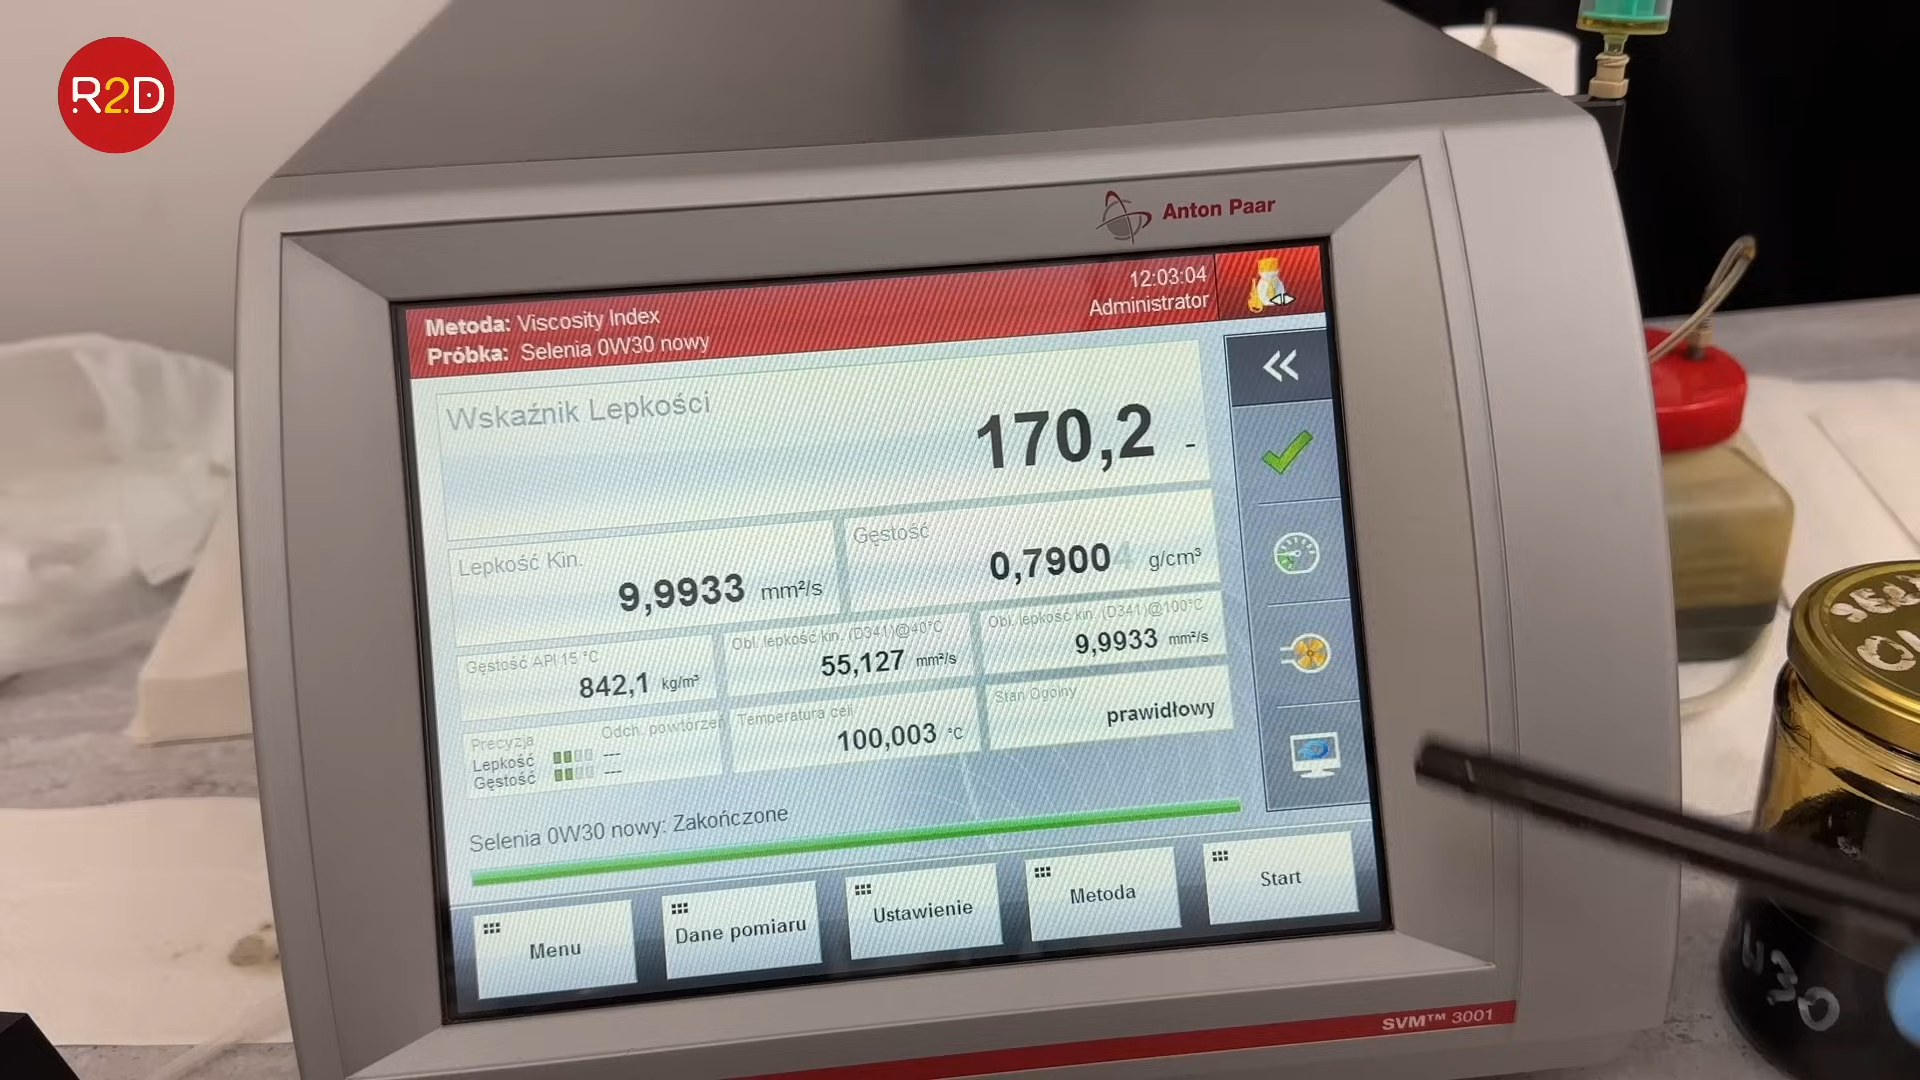 R2D
Anton Paar
12:03:04
Administrator
Metoda: Viscosity Index
Próbka: Selenia 0W30 nowy
Wskaźnik Lepkości
170,2 -
Lepkość Kin.
9,9933 mm²/s
Gęstość
0,7900 g/cm³
Gęstość API 15 °C
842,1 kg/m³
Obl. lepkość kin. (D341)@40°C
55,127 mm²/s
Obl. lepkość kin. (D341)@100°C
9,9933 mm²/s
Precyzja
Odch. powtórzeń
Lepkość ---
Gęstość ---
Temperatura celi
100,003 °C
Stan Ogólny
prawidłowy
Selenia 0W30 nowy: Zakończone
Menu
Dane pomiaru
Ustawienie
Metoda
Start
SVM™ 3001